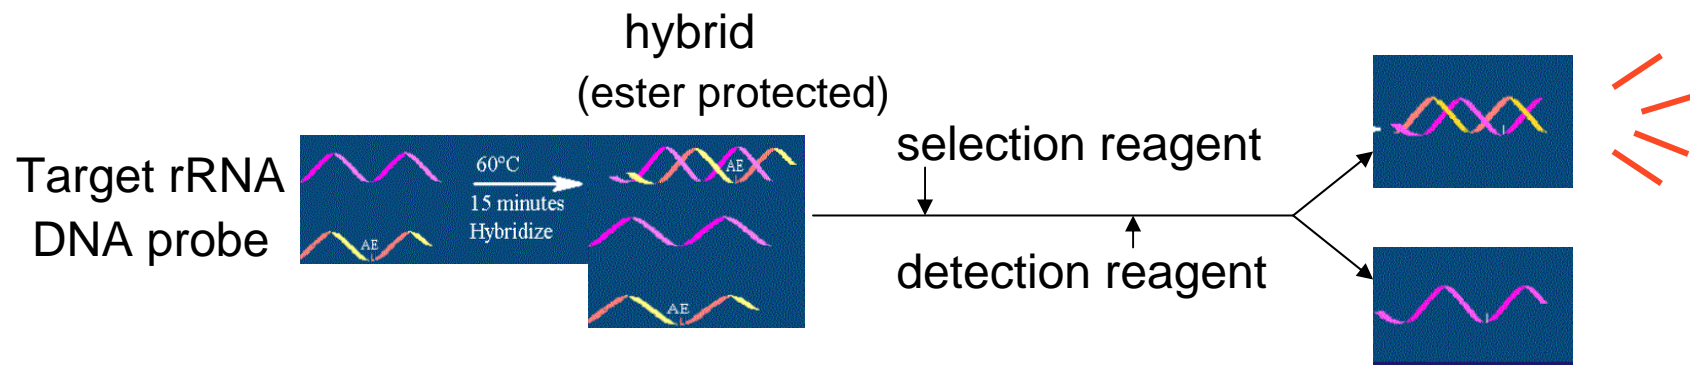 hybrid
(ester protected)
Target rRNA
DNA probe
60°C
15 minutes
Hybridize
AE
AE
AE
selection reagent
detection reagent